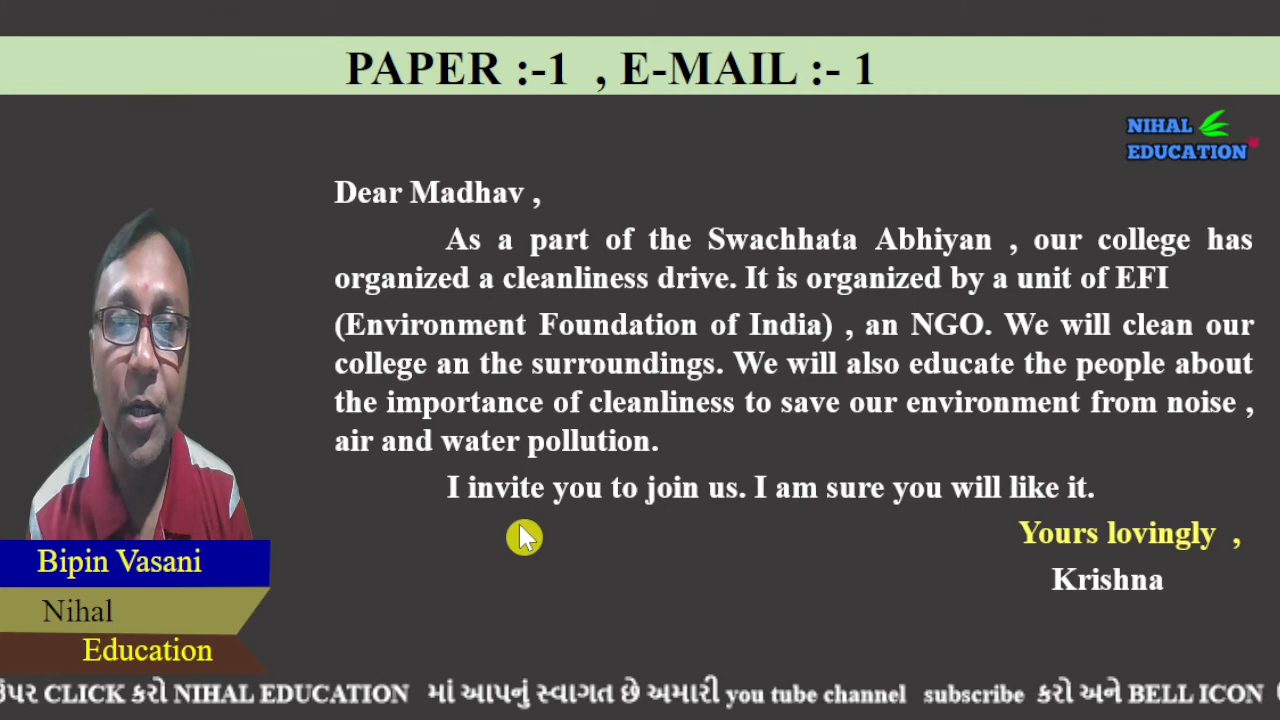 PAPER :-1 , E-MAIL :- 1
NIHAL
EDUCATION
Dear Madhav ,
As a part of the Swachhata Abhiyan , our college has
organized a cleanliness drive. It is organized by a unit of EFI
(Environment Foundation of India) , an NGO. We will clean our
college an the surroundings. We will also educate the people about
the importance of cleanliness to save our environment from noise ,
air and water pollution.
I invite you to join us. I am sure you will like it.
Yours lovingly ,
Krishna
Bipin Vasani
Nihal
Education
CLICK કરો NIHAL EDUCATION માં આપનું સ્વાગત છે અમારી you tube channel subscribe કરો અને BELL ICON